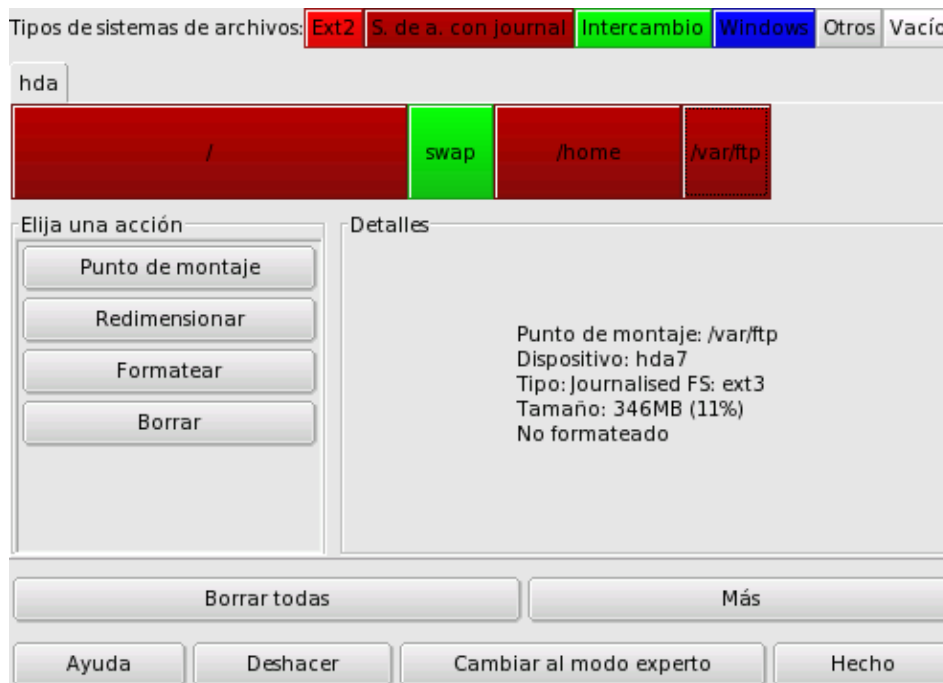 Tipos de sistemas de archivos: Ext2 S. de a. con journal Intercambio Windows Otros Vacío
hda
/ swap /home /var/ftp
Elija una acción
Punto de montaje
Redimensionar
Formatear
Borrar
Detalles
Punto de montaje: /var/ftp
Dispositivo: hda7
Tipo: Journalised FS: ext3
Tamaño: 346MB (11%)
No formateado
Borrar todas Más
Ayuda Deshacer Cambiar al modo experto Hecho